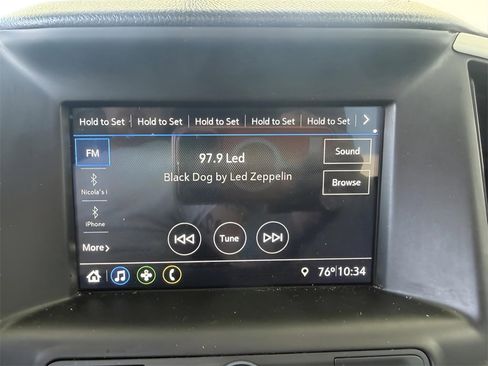 Hold to Set Hold to Set Hold to Set Hold to Set Hold to Set
FM
97.9 Led
Sound
Black Dog by Led Zeppelin
Browse
Nicola's i
iPhone
Tune
More
76° 10:34